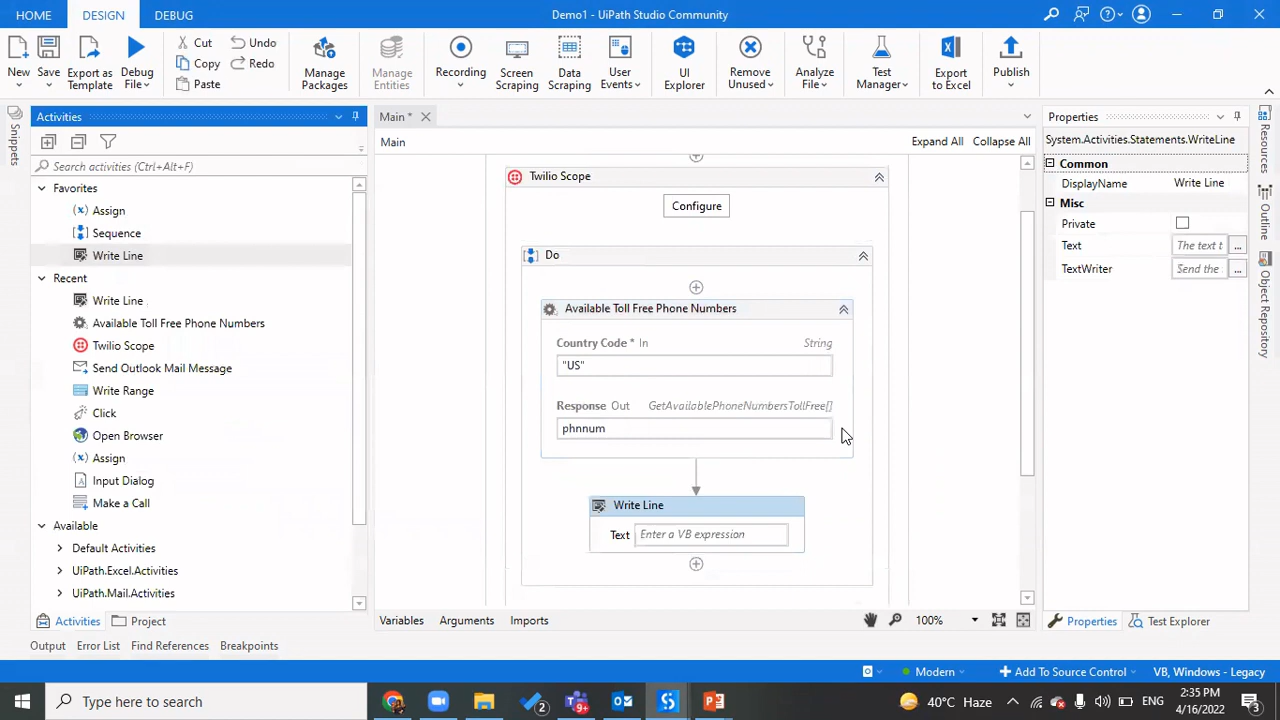 HOME DESIGN DEBUG Demo1 - UiPath Studio Community
New Save Export as Template Debug File Cut Copy Paste Undo Redo Manage Packages Manage Entities Recording Screen Scraping Data Scraping User Events UI Explorer Remove Unused Analyze File Test Manager Export to Excel Publish
Snippets
Activities
Search activities (Ctrl+Alt+F)
Favorites
Assign
Sequence
Write Line
Recent
Write Line
Available Toll Free Phone Numbers
Twilio Scope
Send Outlook Mail Message
Write Range
Click
Open Browser
Assign
Input Dialog
Make a Call
Available
Default Activities
UiPath.Excel.Activities
UiPath.Mail.Activities
Activities Project
Main *
Main Expand All Collapse All
Twilio Scope
Configure
Do
Available Toll Free Phone Numbers
Country Code * In String
"US"
Response Out GetAvailablePhoneNumbersTollFree[]
phnnum
Write Line
Text Enter a VB expression
Variables Arguments Imports 100%
Properties
System.Activities.Statements.WriteLine
Common
DisplayName Write Line
Misc
Private
Text The text t ...
TextWriter Send the ...
Properties Test Explorer
Resources
Outline
Object Repository
Output Error List Find References Breakpoints
Modern Add To Source Control VB, Windows - Legacy
Type here to search 2 9+ 40°C Haze ENG 2:35 PM
4/16/2022 3